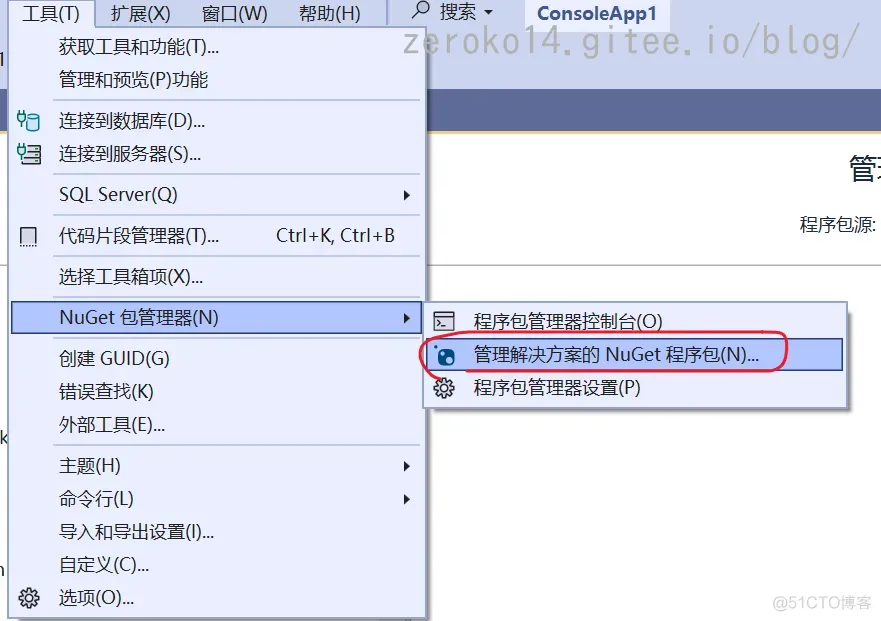 工具(T) 扩展(X) 窗口(W) 帮助(H) 搜索 ConsoleApp1
zeroko14.gitee.io/blog/
获取工具和功能(T)...
管理和预览(P)功能
连接到数据库(D)...
连接到服务器(S)...
SQL Server(Q)
代码片段管理器(T)... Ctrl+K, Ctrl+B
选择工具箱项(X)...
NuGet 包管理器(N)
创建 GUID(G)
错误查找(K)
外部工具(E)...
主题(H)
命令行(L)
导入和导出设置(I)...
自定义(C)...
选项(O)...
程序包管理器控制台(O)
管理解决方案的 NuGet 程序包(N)...
程序包管理器设置(P)
管
程序包源:
@51CTO博客